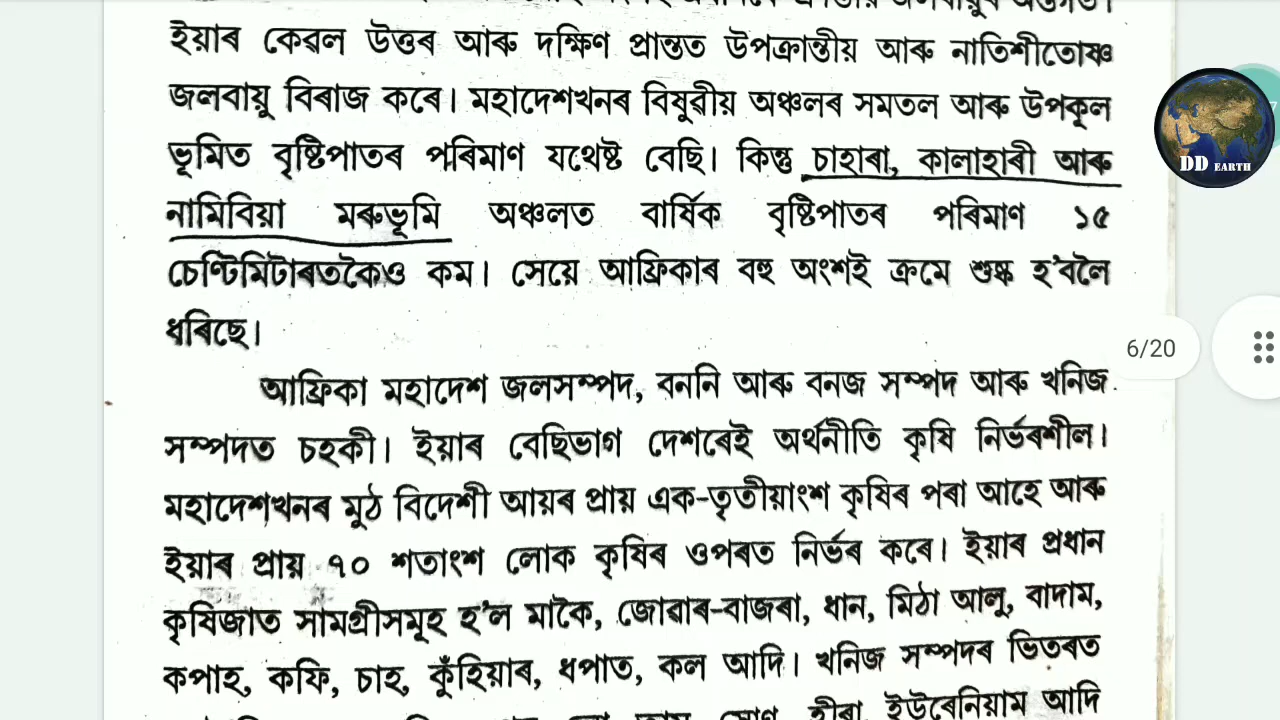 ইয়াৰ কেৱল উত্তৰ আৰু দক্ষিণ প্ৰান্তত উপক্ৰান্তীয় আৰু নাতিশীতোষ্ণ
জলবায়ু বিৰাজ কৰে। মহাদেশখনৰ বিষুৱীয় অঞ্চলৰ সমতল আৰু উপকূল
ভূমিত বৃষ্টিপাতৰ পৰিমাণ যথেষ্ট বেছি। কিন্তু চাহাৰা, কালাহাৰী আৰু
নামিবিয়া মৰুভূমি অঞ্চলত বাৰ্ষিক বৃষ্টিপাতৰ পৰিমাণ ১৫
চেণ্টিমিটাৰতকৈও কম। সেয়ে আফ্ৰিকাৰ বহু অংশই ক্ৰমে শুষ্ক হ'বলৈ
ধৰিছে।
আফ্ৰিকা মহাদেশ জলসম্পদ, বননি আৰু বনজ সম্পদ আৰু খনিজ
সম্পদত চহকী। ইয়াৰ বেছিভাগ দেশৰেই অৰ্থনীতি কৃষি নিৰ্ভৰশীল।
মহাদেশখনৰ মুঠ বিদেশী আয়ৰ প্ৰায় এক-তৃতীয়াংশ কৃষিৰ পৰা আহে আৰু
ইয়াৰ প্ৰায় ৭০ শতাংশ লোক কৃষিৰ ওপৰত নিৰ্ভৰ কৰে। ইয়াৰ প্ৰধান
কৃষিজাত সামগ্ৰীসমূহ হ'ল মাকৈ, জোৱাৰ-বাজৰা, ধান, মিঠা আলু, বাদাম,
কপাহ, কফি, চাহ, কুঁহিয়াৰ, ধপাত, কল আদি। খনিজ সম্পদৰ ভিতৰত
সোণ, হীৰা, ইউৰেনিয়াম আদি
DD EARTH
6/20